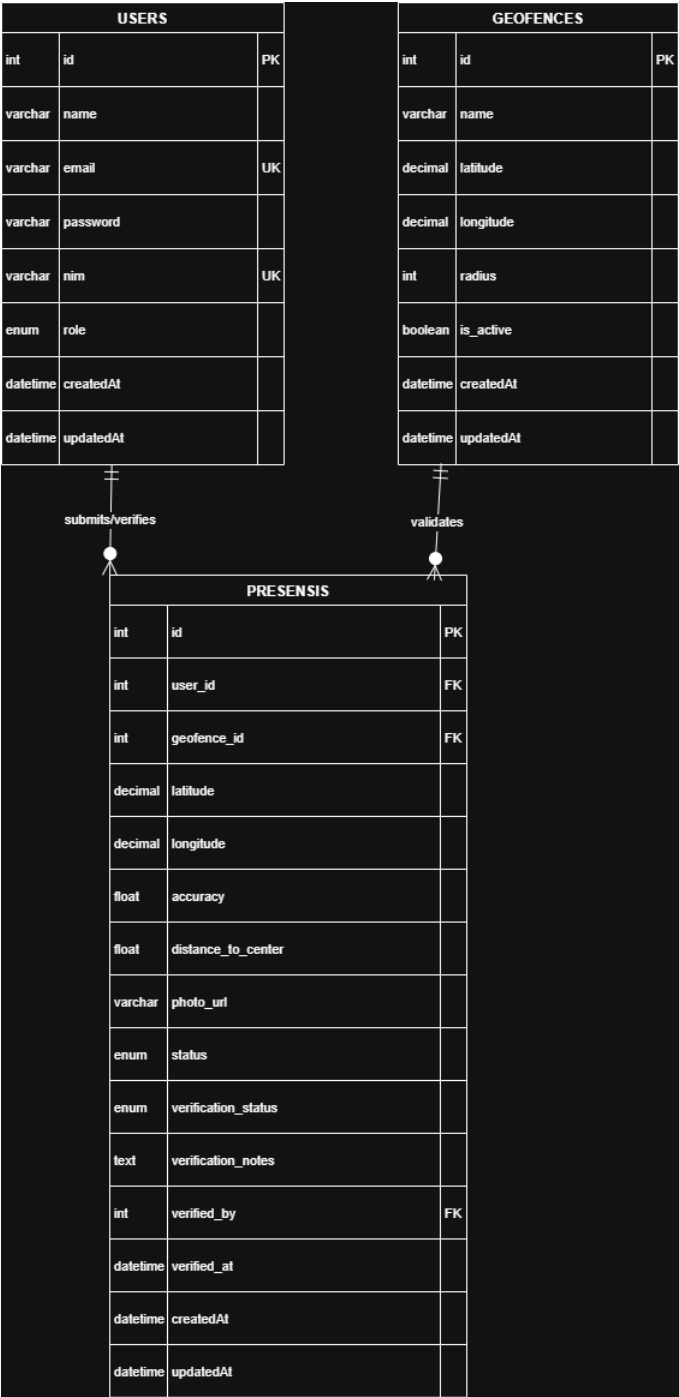 USERS
int id PK
varchar name
varchar email UK
varchar password
varchar nim UK
enum role
datetime createdAt
datetime updatedAt
GEOFENCES
int id PK
varchar name
decimal latitude
decimal longitude
int radius
boolean is_active
datetime createdAt
datetime updatedAt
submits/verifies
validates
PRESENSIS
int id PK
int user_id FK
int geofence_id FK
decimal latitude
decimal longitude
float accuracy
float distance_to_center
varchar photo_url
enum status
enum verification_status
text verification_notes
int verified_by FK
datetime verified_at
datetime createdAt
datetime updatedAt